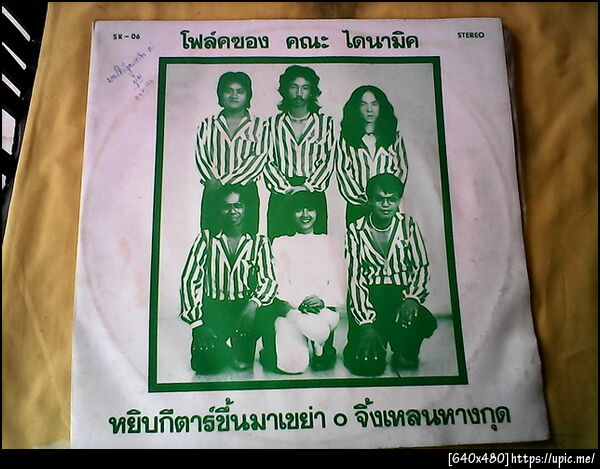 SK-06
โฟล์คซอง คณะ ไดนามิค
STEREO
หยิบกีตาร์ขึ้นมาเขย่า ๐ จิ้งเหลนหางกุด
[640x480]https://upic.me/